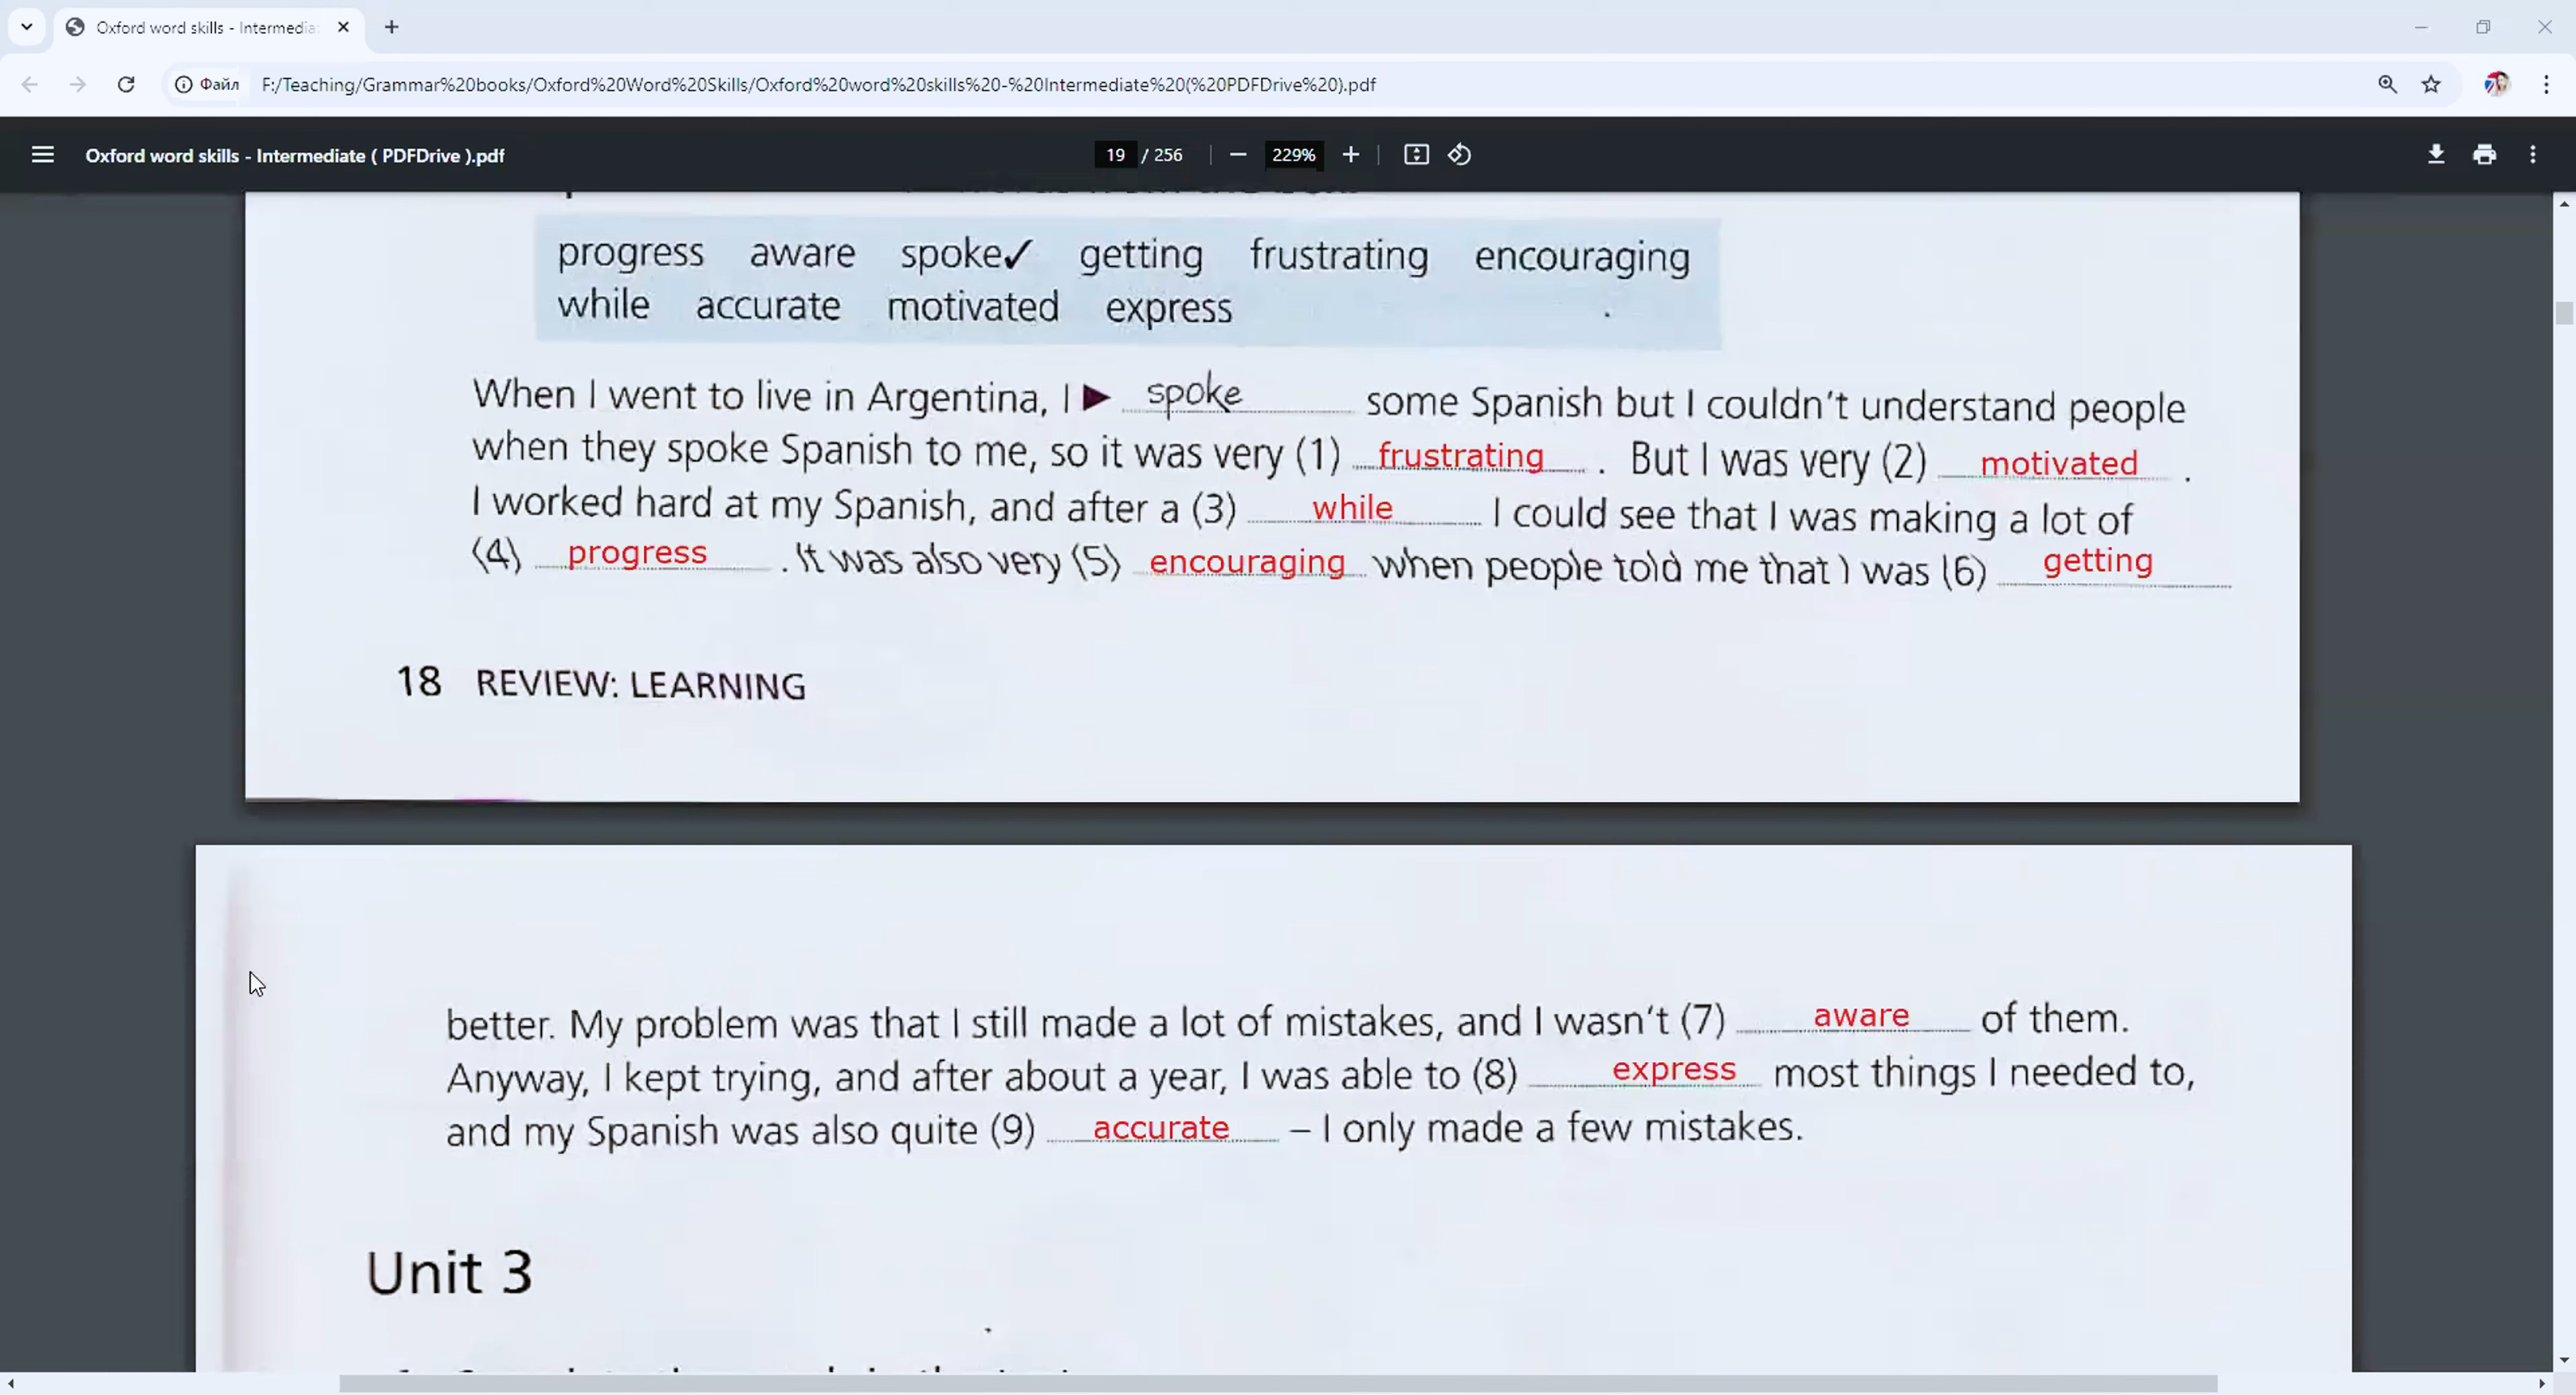 Oxford word skills - Intermedia
Файл F:/Teaching/Grammar%20books/Oxford%20Word%20Skills/Oxford%20word%20skills%20-%20Intermediate%20(%20PDFDrive%20).pdf
Oxford word skills - Intermediate ( PDFDrive ).pdf 19 / 256 229%
progress aware spoke✓ getting frustrating encouraging
while accurate motivated express
When I went to live in Argentina, I ▶ spoke some Spanish but I couldn't understand people
when they spoke Spanish to me, so it was very (1) frustrating . But I was very (2) motivated .
I worked hard at my Spanish, and after a (3) while I could see that I was making a lot of
(4) progress . It was also very (5) encouraging when people told me that I was (6) getting
18 REVIEW: LEARNING
better. My problem was that I still made a lot of mistakes, and I wasn't (7) aware of them.
Anyway, I kept trying, and after about a year, I was able to (8) express most things I needed to,
and my Spanish was also quite (9) accurate – I only made a few mistakes.
Unit 3